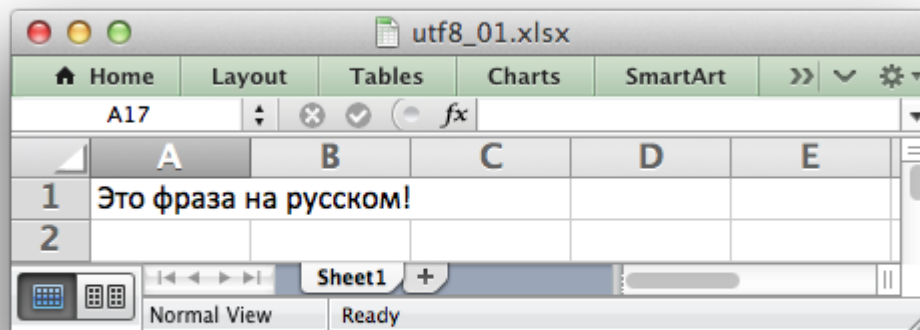 utf8_01.xlsx
Home Layout Tables Charts SmartArt
A17 fx
A B C D E
1 Это фраза на русском!
2
Sheet1
Normal View Ready